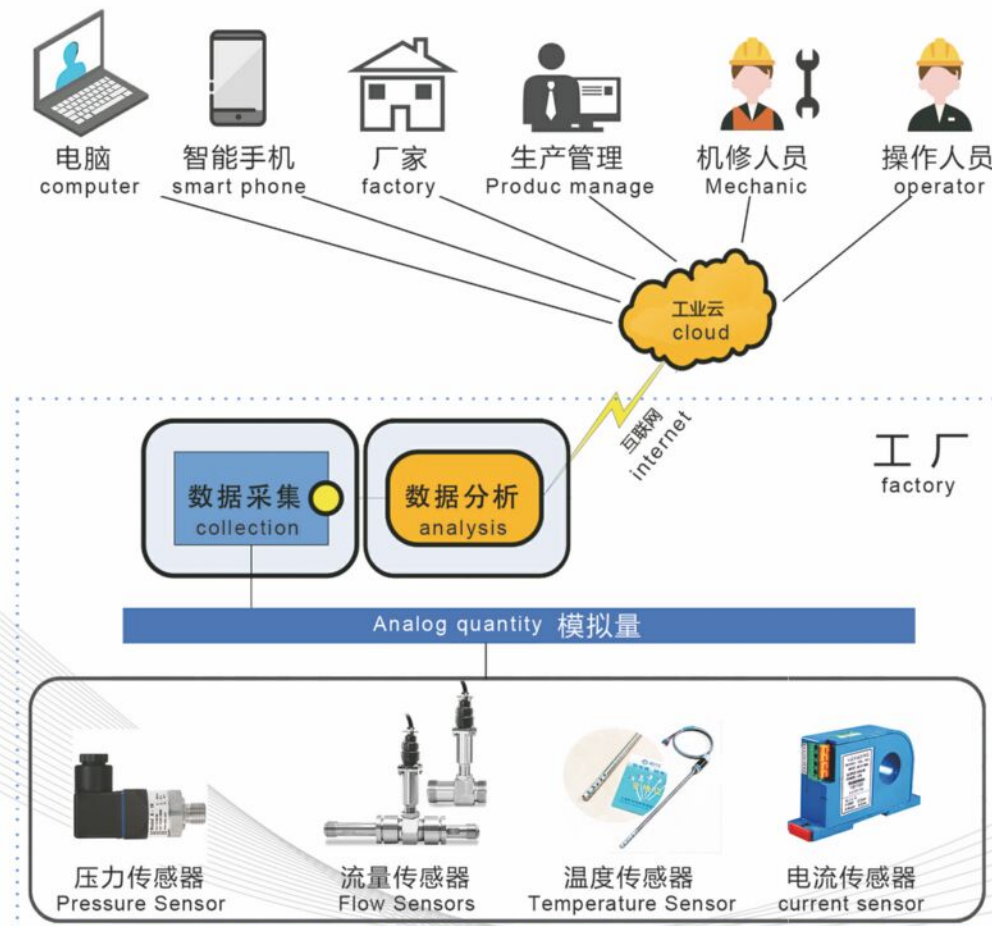 电脑
computer
智能手机
smart phone
厂家
factory
生产管理
Produc manage
机修人员
Mechanic
操作人员
operator
工业云
cloud
互联网
internet
工厂
factory
数据采集
collection
数据分析
analysis
Analog quantity 模拟量
压力传感器
Pressure Sensor
流量传感器
Flow Sensors
温度传感器
Temperature Sensor
电流传感器
current sensor